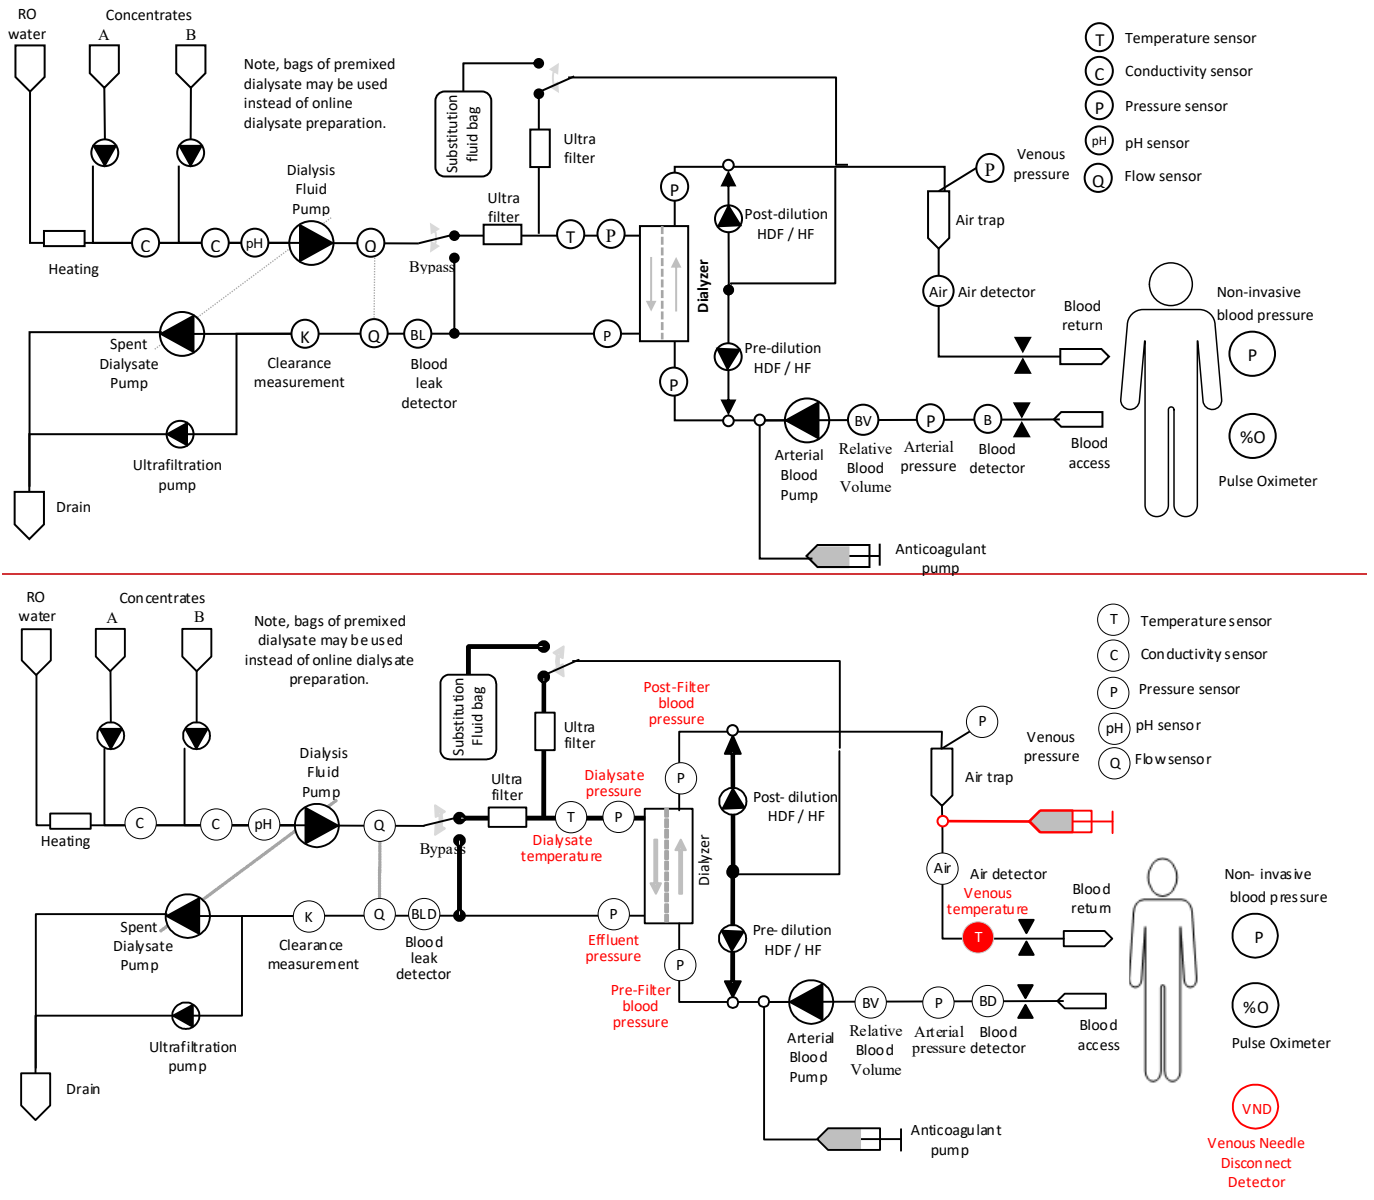 RO
water
Concentrates
A
B
Note, bags of premixed
dialysate may be used
instead of online
dialysate preparation.
Substitution
fluid bag
Ultra
filter
T
Temperature sensor
C
Conductivity sensor
P
Pressure sensor
pH
pH sensor
Q
Flow sensor
Dialysis
Fluid
Pump
Venous
pressure
P
P
Ultra
filter
Air trap
Post-dilution
HDF / HF
C
C
pH
Q
T
P
Heating
Bypass
Dialyzer
Air
Air detector
Blood
return
Non-invasive
blood pressure
P
Spent
Dialysate
Pump
K
Clearance
measurement
Q
BL
Blood
leak
detector
P
P
Pre-dilution
HDF / HF
Arterial
Blood
Pump
BV
Relative
Blood
Volume
P
Arterial
pressure
B
Blood
detector
Blood
access
%O
Pulse Oximeter
Ultrafiltration
pump
Drain
Anticoagulant
pump
RO
water
Concentrates
A
B
Note, bags of premixed
dialysate may be used
instead of online dialysate
preparation.
Substitution
Fluid bag
Ultra
filter
Post-Filter
blood
pressure
T
Temperature sensor
C
Conductivity sensor
P
Pressure sensor
pH
pH sensor
Q
Flow sensor
Dialysis
Fluid
Pump
Venous
pressure
P
P
Ultra
filter
Dialysate
pressure
Air trap
Post- dilution
HDF / HF
C
C
pH
Q
T
P
Heating
Bypass
Dialysate
temperature
Dialyzer
Air
Air detector
Venous
temperature
T
Blood
return
Non- invasive
blood pressure
P
Spent
Dialysate
Pump
K
Clearance
measurement
Q
BLD
Blood
leak
detector
P
Effluent
pressure
P
Pre-Filter
blood
pressure
Pre- dilution
HDF / HF
Arterial
Blood
Pump
BV
Relative
Blood
Volume
P
Arterial
pressure
BD
Blood
detector
Blood
access
%O
Pulse Oximeter
Ultrafiltration
pump
Drain
Anticoagulant
pump
VND
Venous Needle
Disconnect
Detector